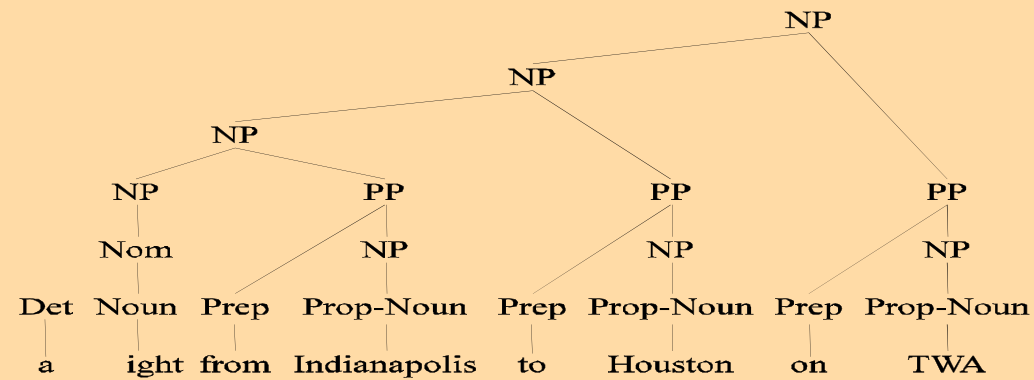 NP
NP
NP
NP PP PP PP
Nom NP NP NP
Det Noun Prep Prop-Noun Prep Prop-Noun Prep Prop-Noun
a ight from Indianapolis to Houston on TWA